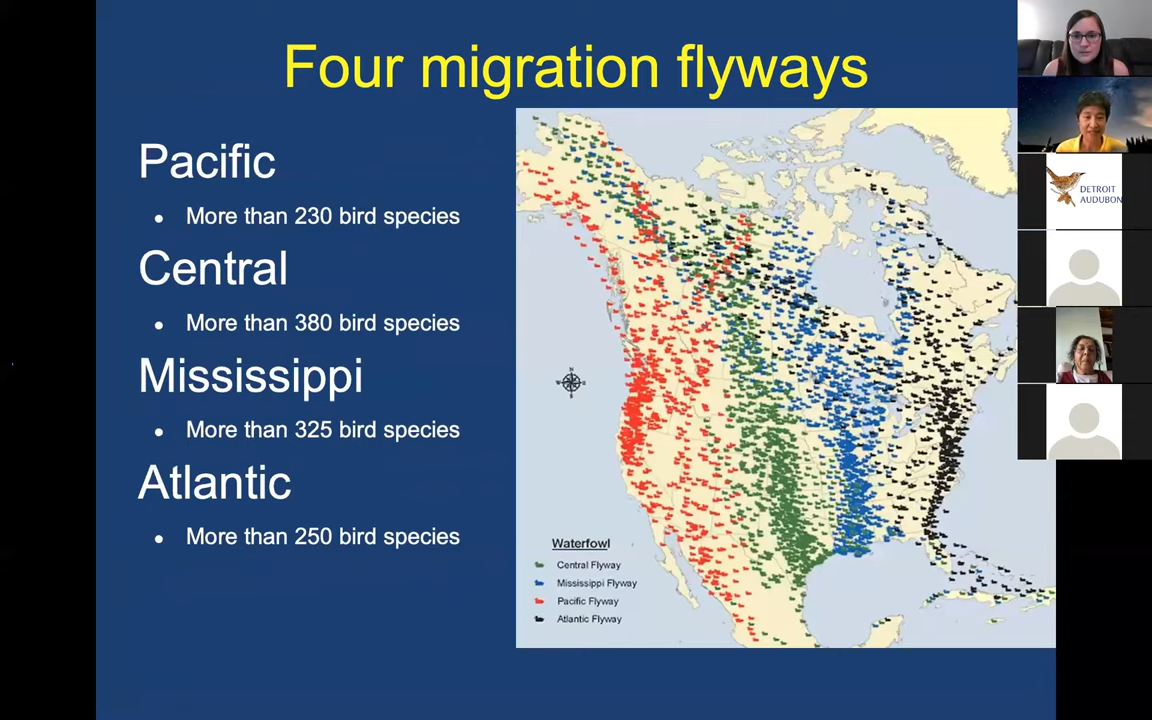 Four migration flyways
Pacific
• More than 230 bird species
Central
• More than 380 bird species
Mississippi
• More than 325 bird species
Atlantic
• More than 250 bird species
N
W
E
S
Waterfowl
Central Flyway
Mississippi Flyway
Pacific Flyway
Atlantic Flyway
DETROIT
AUDUBON